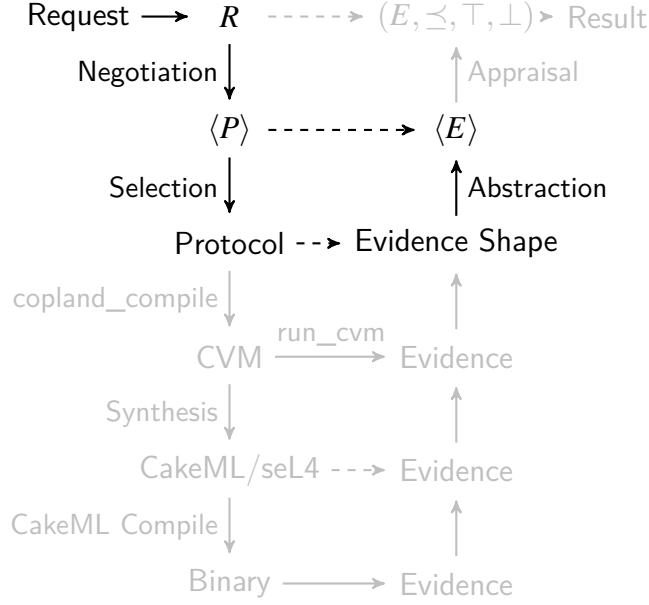 Request R (E, ⪯, ⊤, ⊥) Result
Negotiation Appraisal
⟨P⟩ ⟨E⟩
Selection Abstraction
Protocol Evidence Shape
copland_compile
run_cvm
CVM Evidence
Synthesis
CakeML/seL4 Evidence
CakeML Compile
Binary Evidence